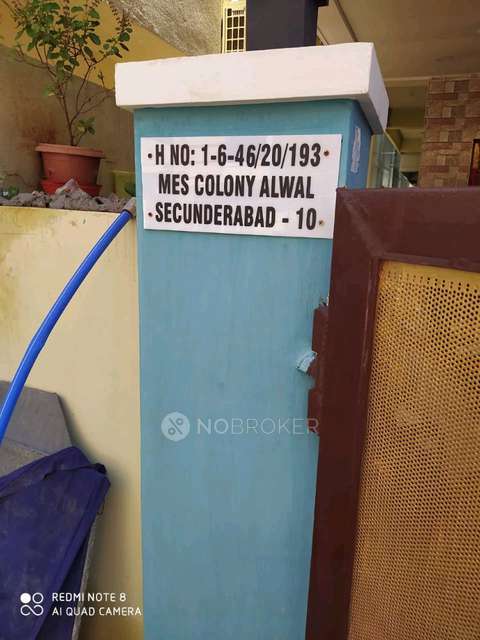 H NO: 1-6-46/20/193
MES COLONY ALWAL
SECUNDERABAD - 10
NOBROKER
REDMI NOTE 8
AI QUAD CAMERA